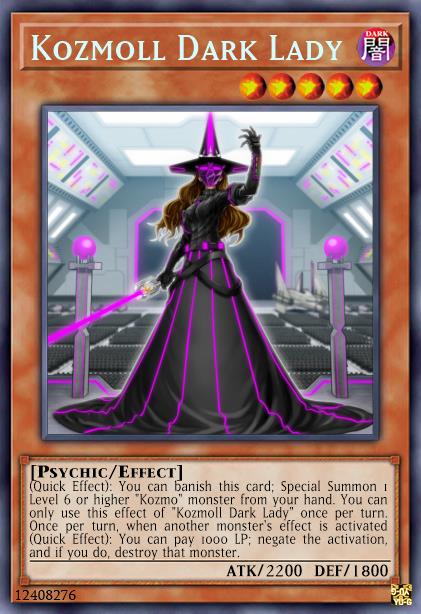 Kozmoll Dark Lady
DARK
闇
[Psychic/Effect]
(Quick Effect): You can banish this card; Special Summon 1
Level 6 or higher "Kozmo" monster from your hand. You can
only use this effect of "Kozmoll Dark Lady" once per turn.
Once per turn, when another monster's effect is activated
(Quick Effect): You can pay 1000 LP; negate the activation,
and if you do, destroy that monster.
ATK/2200 DEF/1800
12408276